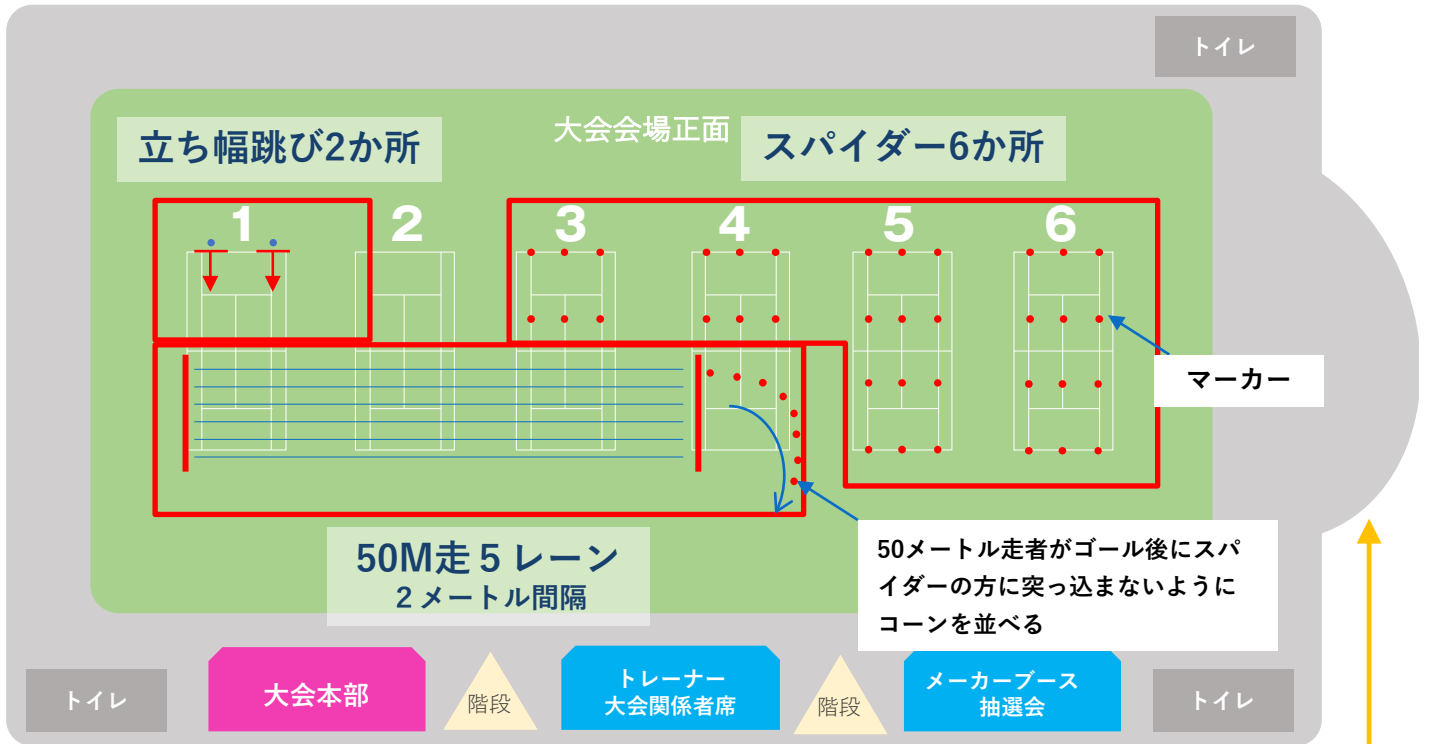 トイレ
大会会場正面
立ち幅跳び2か所
スパイダー6か所
1
2
3
4
5
6
マーカー
50M走５レーン
２メートル間隔
50メートル走者がゴール後にスパ
イダーの方に突っ込まないように
コーンを並べる
トイレ
大会本部
階段
トレーナー
大会関係者席
階段
メーカーブース
抽選会
トイレ